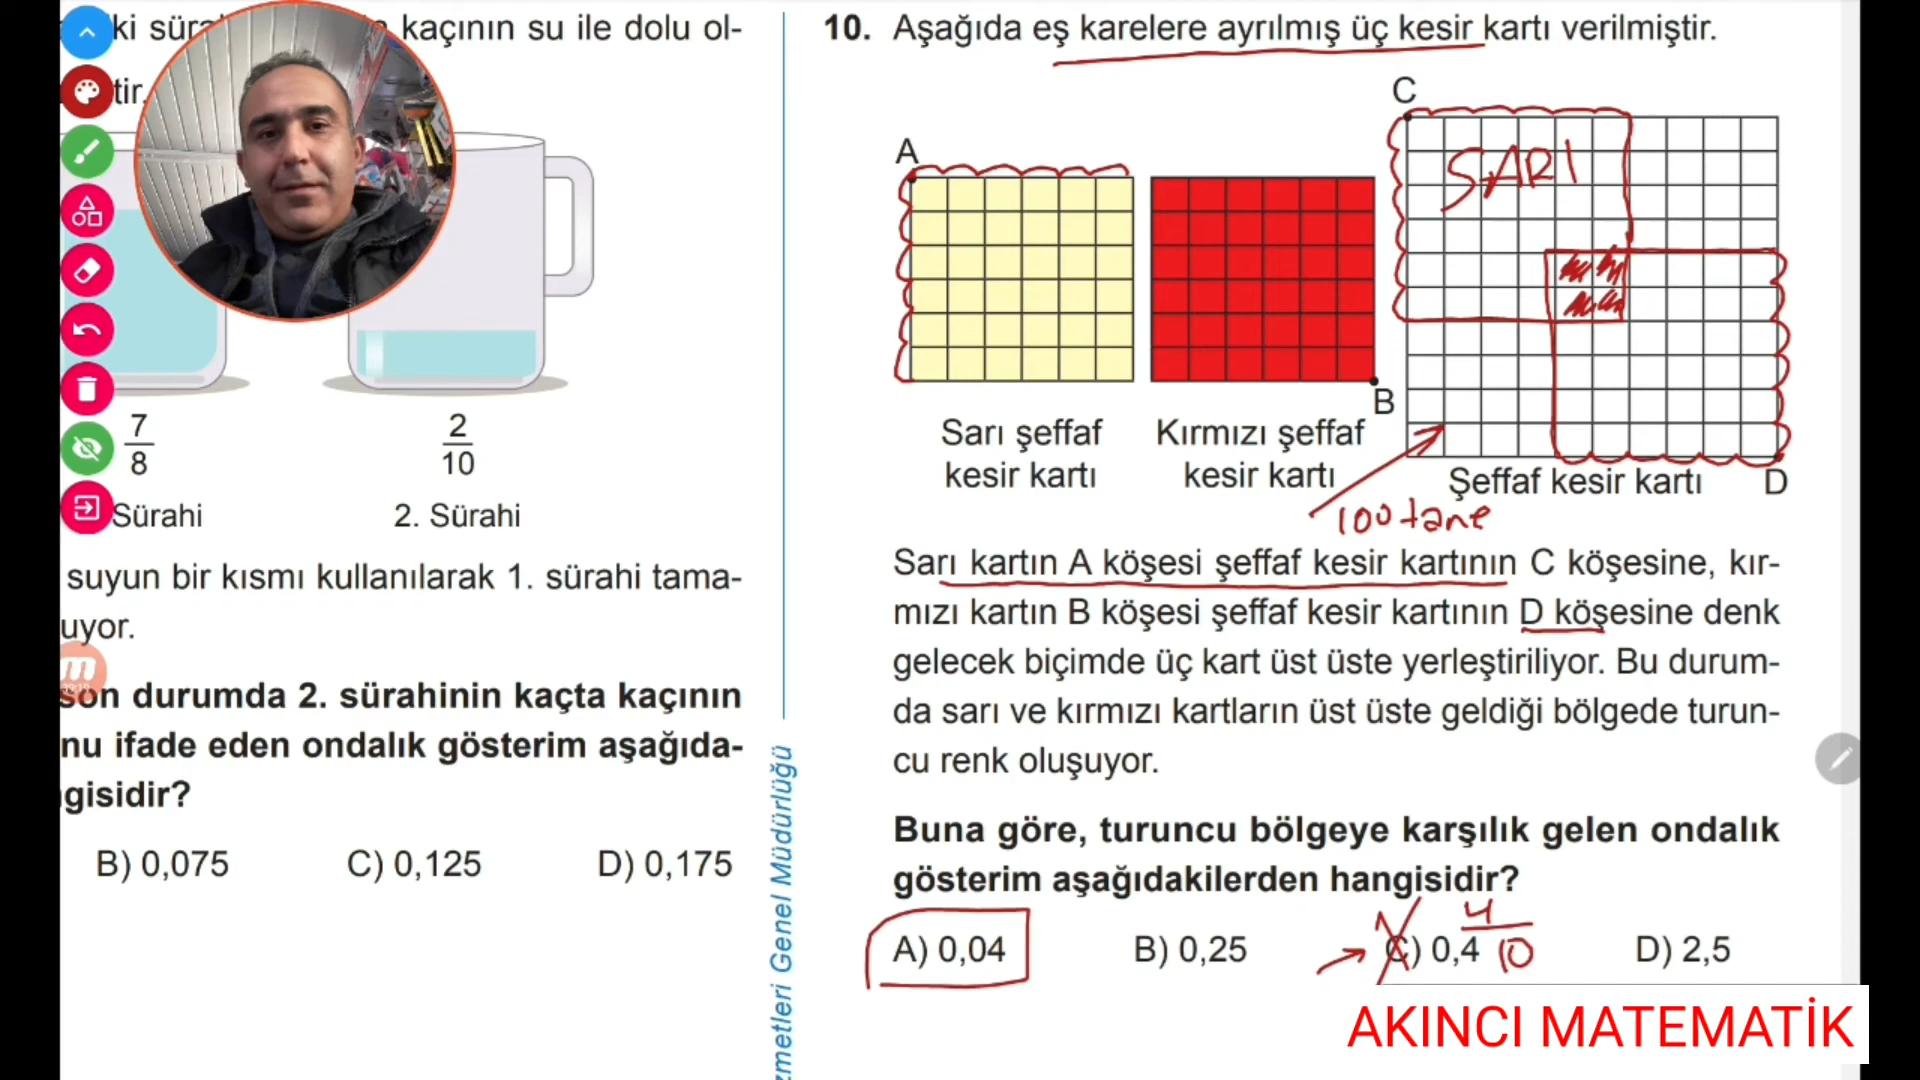 ki sür
kaçının su ile dolu ol-
tir.
7
8
2
10
Sürahi
2. Sürahi
suyun bir kısmı kullanılarak 1. sürahi tama-
uyor.
son durumda 2. sürahinin kaçta kaçının
nu ifade eden ondalık gösterim aşağıda-
gisidir?
B) 0,075
C) 0,125
D) 0,175
zmetleri Genel Müdürlüğü
10. Aşağıda eş karelere ayrılmış üç kesir kartı verilmiştir.
A
C
SARI
B
D
Sarı şeffaf
kesir kartı
Kırmızı şeffaf
kesir kartı
Şeffaf kesir kartı
100 tane
Sarı kartın A köşesi şeffaf kesir kartının C köşesine, kır-
mızı kartın B köşesi şeffaf kesir kartının D köşesine denk
gelecek biçimde üç kart üst üste yerleştiriliyor. Bu durum-
da sarı ve kırmızı kartların üst üste geldiği bölgede turun-
cu renk oluşuyor.
Buna göre, turuncu bölgeye karşılık gelen ondalık
gösterim aşağıdakilerden hangisidir?
A) 0,04
B) 0,25
C) 0,4
4
10
D) 2,5
AKINCI MATEMATİK